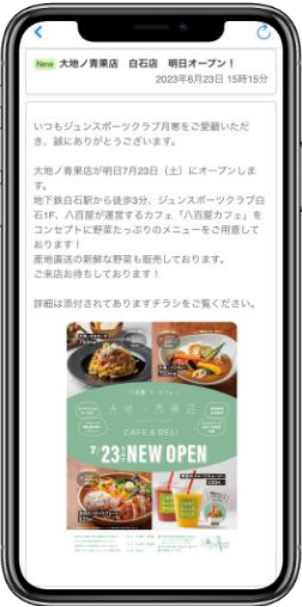 New 大地ノ青果店 白石店 明日オープン！
2023年6月23日 15時15分
いつもジュンスポーツクラブ月寒をご愛顧いただ
き、誠にありがとうございます。
大地ノ青果店が明日7月23日（土）にオープンしま
す。
地下鉄白石駅から徒歩3分、ジュンスポーツクラブ白
石1F、八百屋が運営するカフェ「八百屋カフェ」を
コンセプトに野菜たっぷりのメニューをご用意して
おります！
産地直送の新鮮な野菜も販売しております。
ご来店お待ちしております！
詳細は添付されてありますチラシをご覧ください。
大地ノ青果店
CAFE & DELI
7/23 NEW OPEN